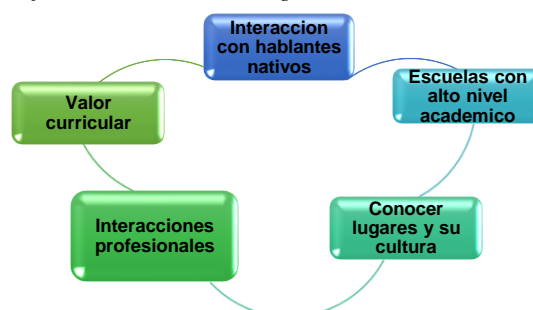 Interaccion
con hablantes
nativos
Escuelas con
alto nivel
academico
Conocer
lugares y su
cultura
Interacciones
profesionales
Valor
curricular